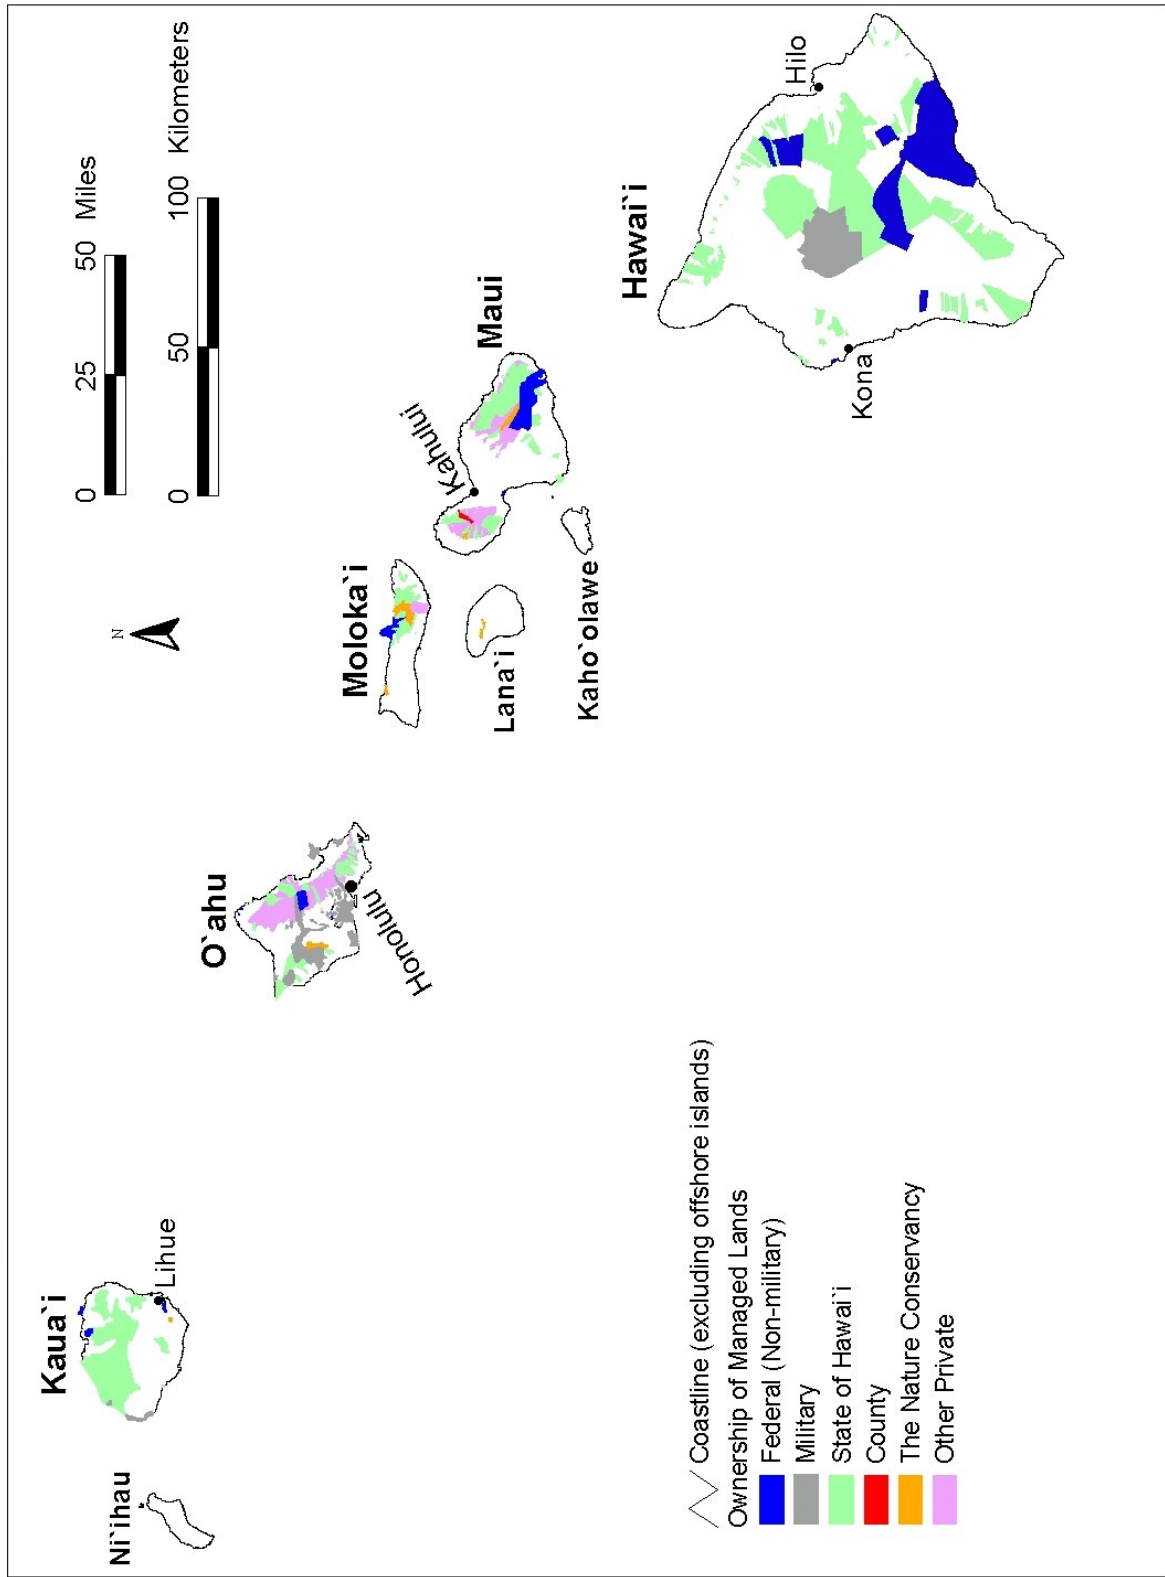 Ni`ihau
Kaua`i
Lihue
O`ahu
Honolulu
N
Moloka`i
Lana`i
Kaho`olawe
Kahului
Maui
0 25 50 Miles
0 50 100 Kilometers
Hawai`i
Hilo
Kona
Coastline (excluding offshore islands)
Ownership of Managed Lands
Federal (Non-military)
Military
State of Hawai`i
County
The Nature Conservancy
Other Private